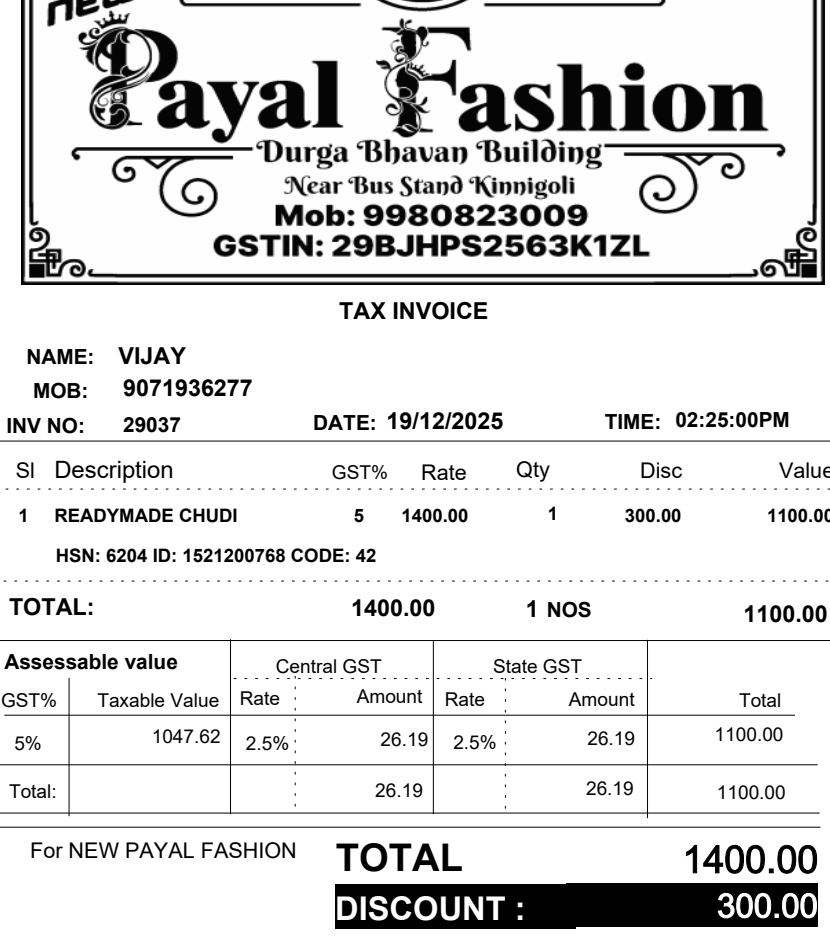 new
Payal Fashion
Durga Bhavan Building
Near Bus Stand Kinnigoli
Mob: 9980823009
GSTIN: 29BJHPS2563K1ZL
TAX INVOICE
NAME: VIJAY
MOB: 9071936277
INV NO: 29037 DATE: 19/12/2025 TIME: 02:25:00PM
Sl Description GST% Rate Qty Disc Value
1 READYMADE CHUDI 5 1400.00 1 300.00 1100.00
HSN: 6204 ID: 1521200768 CODE: 42
TOTAL: 1400.00 1 NOS 1100.00
Assessable value Central GST State GST
GST% Taxable Value Rate Amount Rate Amount Total
5% 1047.62 2.5% 26.19 2.5% 26.19 1100.00
Total: 26.19 26.19 1100.00
For NEW PAYAL FASHION TOTAL 1400.00
DISCOUNT : 300.00